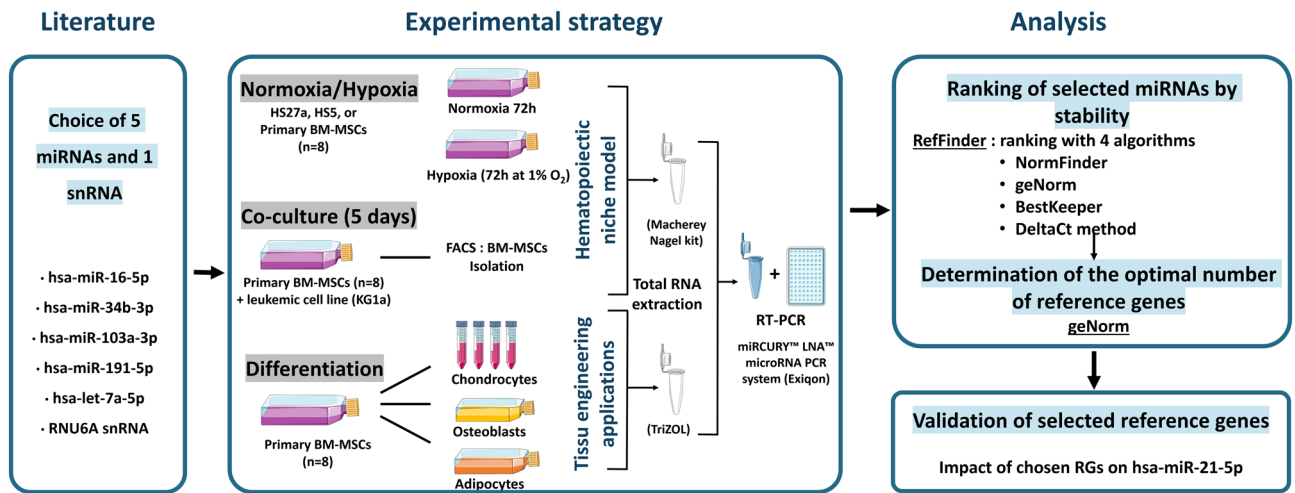 Literature
Choice of 5
miRNAs and 1
snRNA
· hsa-miR-16-5p
· hsa-miR-34b-3p
· hsa-miR-103a-3p
· hsa-miR-191-5p
· hsa-let-7a-5p
· RNU6A snRNA
Experimental strategy
Normoxia/Hypoxia
HS27a, HS5, or
Primary BM-MSCs
(n=8)
Normoxia 72h
Hypoxia (72h at 1% O₂)
Co-culture (5 days)
Primary BM-MSCs (n=8)
+ leukemic cell line (KG1a)
FACS : BM-MSCs
Isolation
Differentiation
Primary BM-MSCs
(n=8)
Chondrocytes
Osteoblasts
Adipocytes
Hematopoiectic
niche model
Tissu engineering
applications
(Macherey
Nagel kit)
Total RNA
extraction
(TriZOL)
+
RT-PCR
miRCURY™ LNA™
microRNA PCR
system (Exiqon)
Analysis
Ranking of selected miRNAs by
stability
RefFinder : ranking with 4 algorithms
• NormFinder
• geNorm
• BestKeeper
• DeltaCt method
Determination of the optimal number
of reference genes
geNorm
Validation of selected reference genes
Impact of chosen RGs on hsa-miR-21-5p